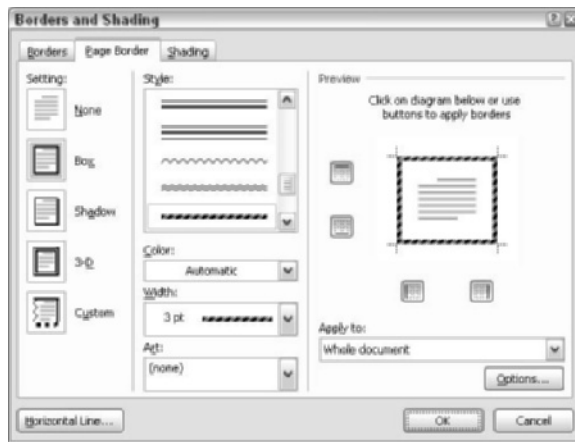 Borders and Shading
Borders
Page Border
Shading
Setting:
None
Box
Shadow
3-D
Custom
Style:
Color:
Automatic
Width:
3 pt
Art:
(none)
Preview
Click on diagram below or use
buttons to apply borders
Apply to:
Whole document
Options...
Horizontal Line...
OK
Cancel